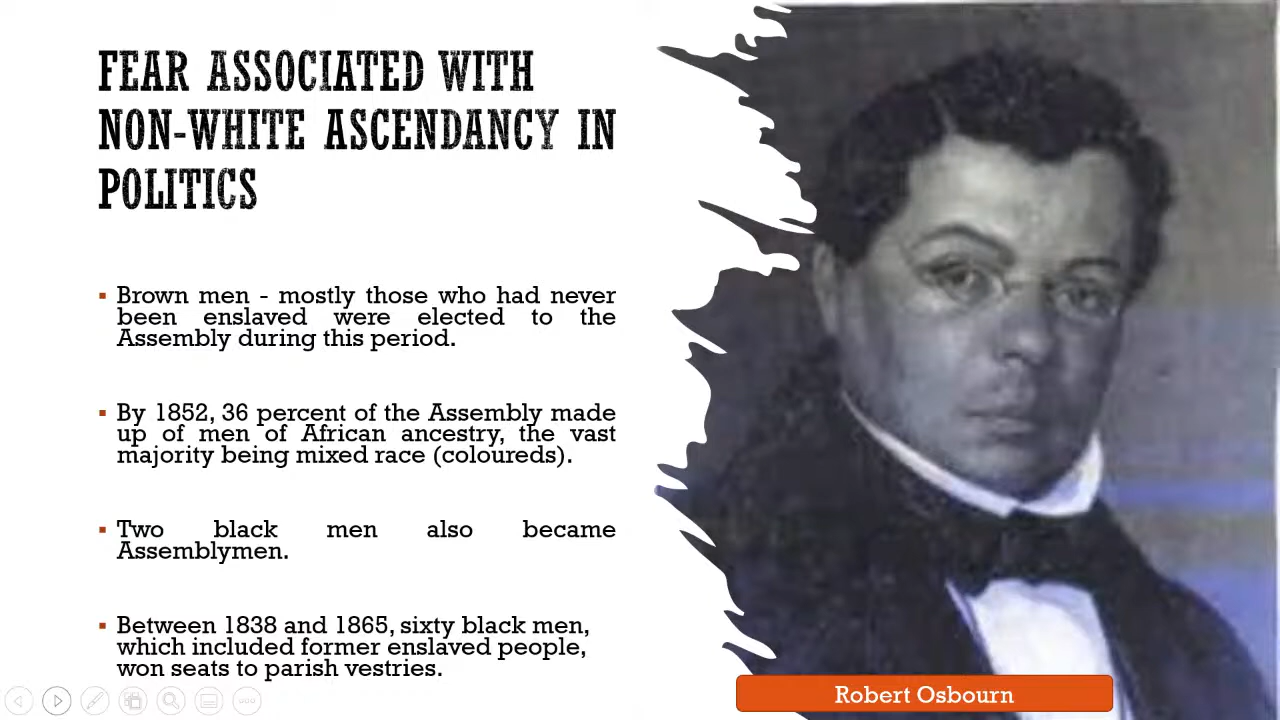 FEAR ASSOCIATED WITH
NON-WHITE ASCENDANCY IN
POLITICS
▪ Brown men - mostly those who had never
been enslaved were elected to the
Assembly during this period.
▪ By 1852, 36 percent of the Assembly made
up of men of African ancestry, the vast
majority being mixed race (coloureds).
▪ Two black men also became
Assemblymen.
▪ Between 1838 and 1865, sixty black men,
which included former enslaved people,
won seats to parish vestries.
Robert Osbourn